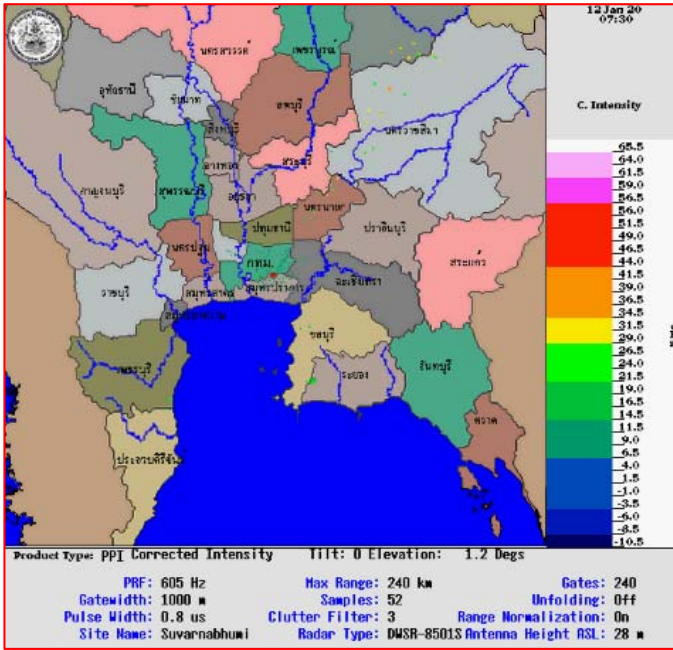 12 Jan 20
07:30
C. Intensity
นครสวรรค์
เพชรบูรณ์
อุทัยธานี
ชัยนาท
ลพบุรี
สิงห์บุรี
นครราชสีมา
อ่างทอง
สระบุรี
กาญจนบุรี
สุพรรณบุรี
อยุธยา
นครนายก
ปทุมธานี
ปราจีนบุรี
นครปฐม
กทม.
สระแก้ว
ราชบุรี
สมุทรสาคร
สมุทรปราการ
ฉะเชิงเทรา
สมุทรสงคราม
ชลบุรี
เพชรบุรี
ระยอง
จันทบุรี
ตราด
ประจวบคีรีขันธ์
65.5
64.0
61.5
59.0
56.5
56.0
51.5
49.0
46.5
44.0
41.5
39.0
36.5
34.0
31.5
29.0
26.5
24.0
21.5
19.0
16.5
14.5
11.5
9.0
6.5
4.0
-1.0
-3.5
-6.0
-8.5
-10.5
Product Type: PPI Corrected Intensity Tilt: 0 Elevation: 1.2 Degs
PRF: 605 Hz Max Range: 240 km Gates: 240
Gatewidth: 1000 m Samples: 52 Unfolding: Off
Pulse Width: 0.8 us Clutter Filter: 3 Range Normalization: On
Site Name: Suvarnabhumi Radar Type: DWSR-8501S Antenna Height ASL: 28 m